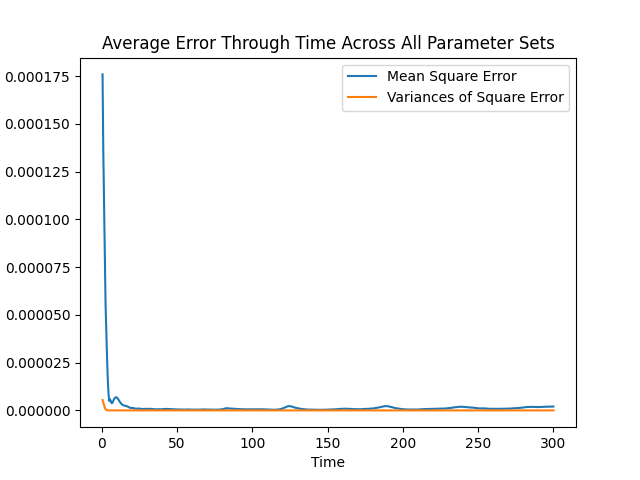 Average Error Through Time Across All Parameter Sets
Mean Square Error
Variances of Square Error
0.000175
0.000150
0.000125
0.000100
0.000075
0.000050
0.000025
0.000000
0 50 100 150 200 250 300
Time